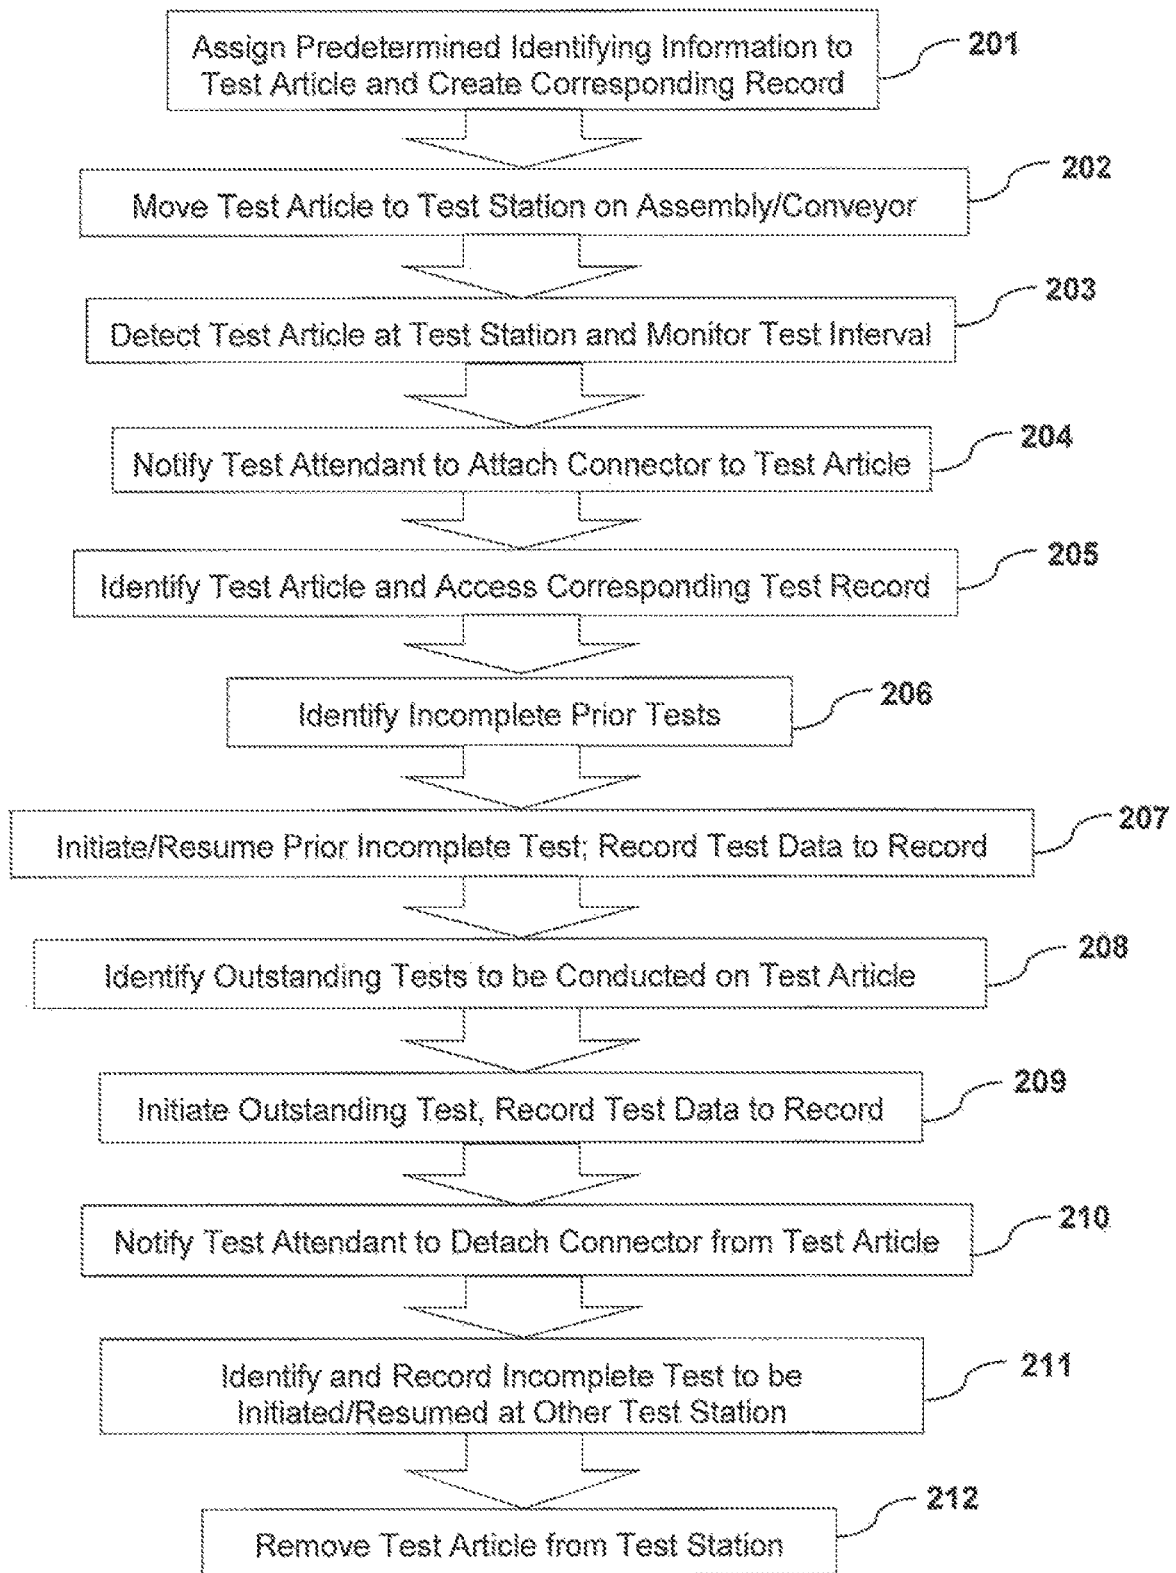 Assign Predetermined Identifying Information to
Test Article and Create Corresponding Record
201
Move Test Article to Test Station on Assembly/Conveyor
202
Detect Test Article at Test Station and Monitor Test Interval
203
Notify Test Attendant to Attach Connector to Test Article
204
Identify Test Article and Access Corresponding Test Record
205
Identify Incomplete Prior Tests
206
Initiate/Resume Prior Incomplete Test; Record Test Data to Record
207
Identify Outstanding Tests to be Conducted on Test Article
208
Initiate Outstanding Test, Record Test Data to Record
209
Notify Test Attendant to Detach Connector from Test Article
210
Identify and Record Incomplete Test to be
Initiated/Resumed at Other Test Station
211
Remove Test Article from Test Station
212